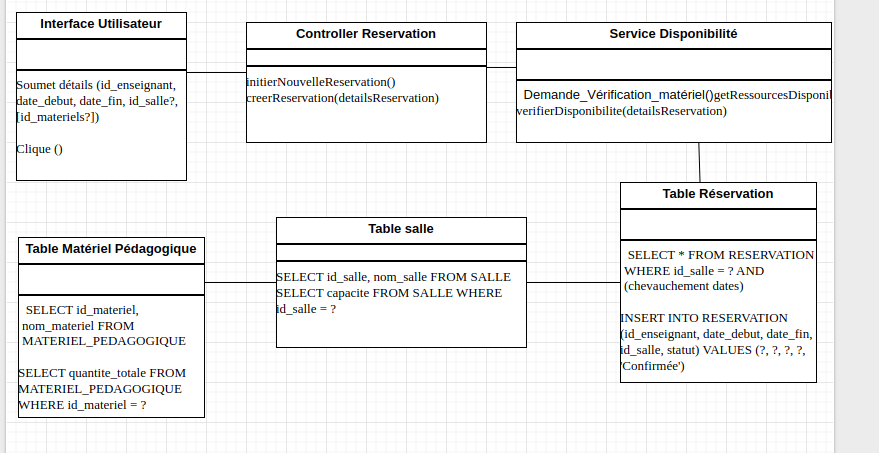 Interface Utilisateur
Soumet détails (id_enseignant,
date_debut, date_fin, id_salle?,
[id_materiels?])
Clique ()
Controller Reservation
initierNouvelleReservation()
creerReservation(detailsReservation)
Service Disponibilité
Demande_Vérification_matériel()getRessourcesDisponil
verifierDisponibilite(detailsReservation)
Table Matériel Pédagogique
SELECT id_materiel,
nom_materiel FROM
MATERIEL_PEDAGOGIQUE
SELECT quantite_totale FROM
MATERIEL_PEDAGOGIQUE
WHERE id_materiel = ?
Table salle
SELECT id_salle, nom_salle FROM SALLE
SELECT capacite FROM SALLE WHERE
id_salle = ?
Table Réservation
SELECT * FROM RESERVATION
WHERE id_salle = ? AND
(chevauchement dates)
INSERT INTO RESERVATION
(id_enseignant, date_debut, date_fin,
id_salle, statut) VALUES (?, ?, ?, ?,
'Confirmée')